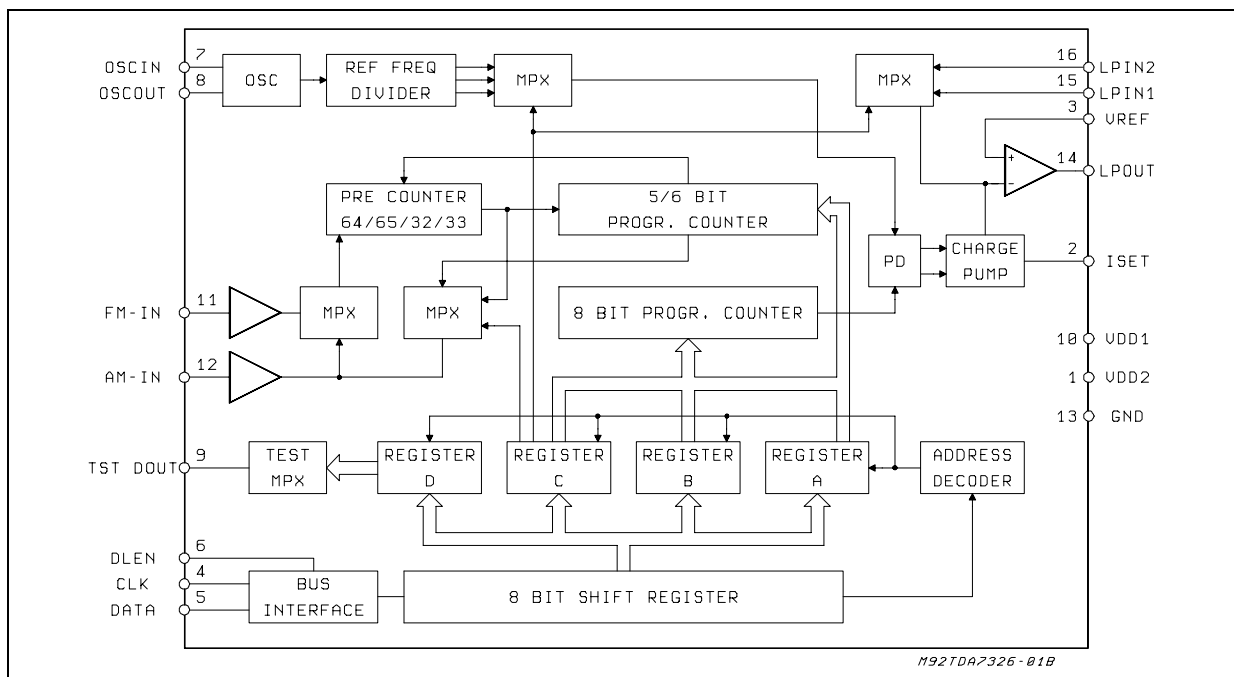 7
OSCIN
8
OSCOUT
OSC
REF FREQ
DIVIDER
MPX
MPX
16
LPIN2
15
LPIN1
3
VREF
+
-
14
LPOUT
PRE COUNTER
64/65/32/33
5/6 BIT
PROGR. COUNTER
PD
CHARGE
PUMP
2
ISET
11
FM-IN
MPX
MPX
8 BIT PROGR. COUNTER
10 VDD1
12
AM-IN
1 VDD2
13 GND
9
TST DOUT
TEST
MPX
REGISTER
D
REGISTER
C
REGISTER
B
REGISTER
A
ADDRESS
DECODER
6
DLEN
4
CLK
5
DATA
BUS
INTERFACE
8 BIT SHIFT REGISTER
M92TDA7326-01B